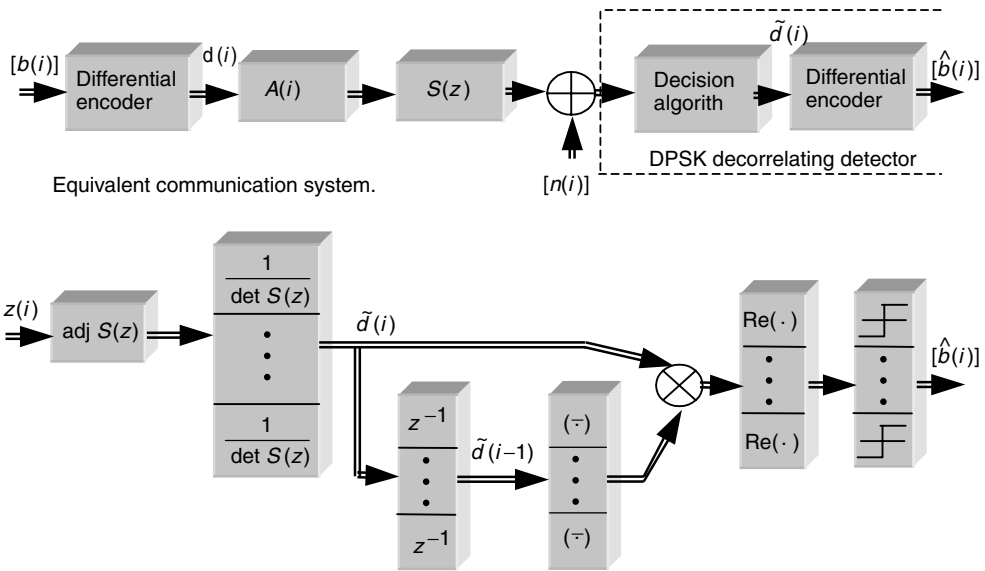 [b(i)]
Differential
encoder
d(i)
A(i)
S(z)
[n(i)]
Decision
algorith
d̃(i)
Differential
encoder
[b̂(i)]
DPSK decorrelating detector
Equivalent communication system.
z(i)
adj S(z)
1
det S(z)
1
det S(z)
d̃(i)
z⁻¹
z⁻¹
d̃(i−1)
(·̄)
(·̄)
Re(·)
Re(·)
[b̂(i)]